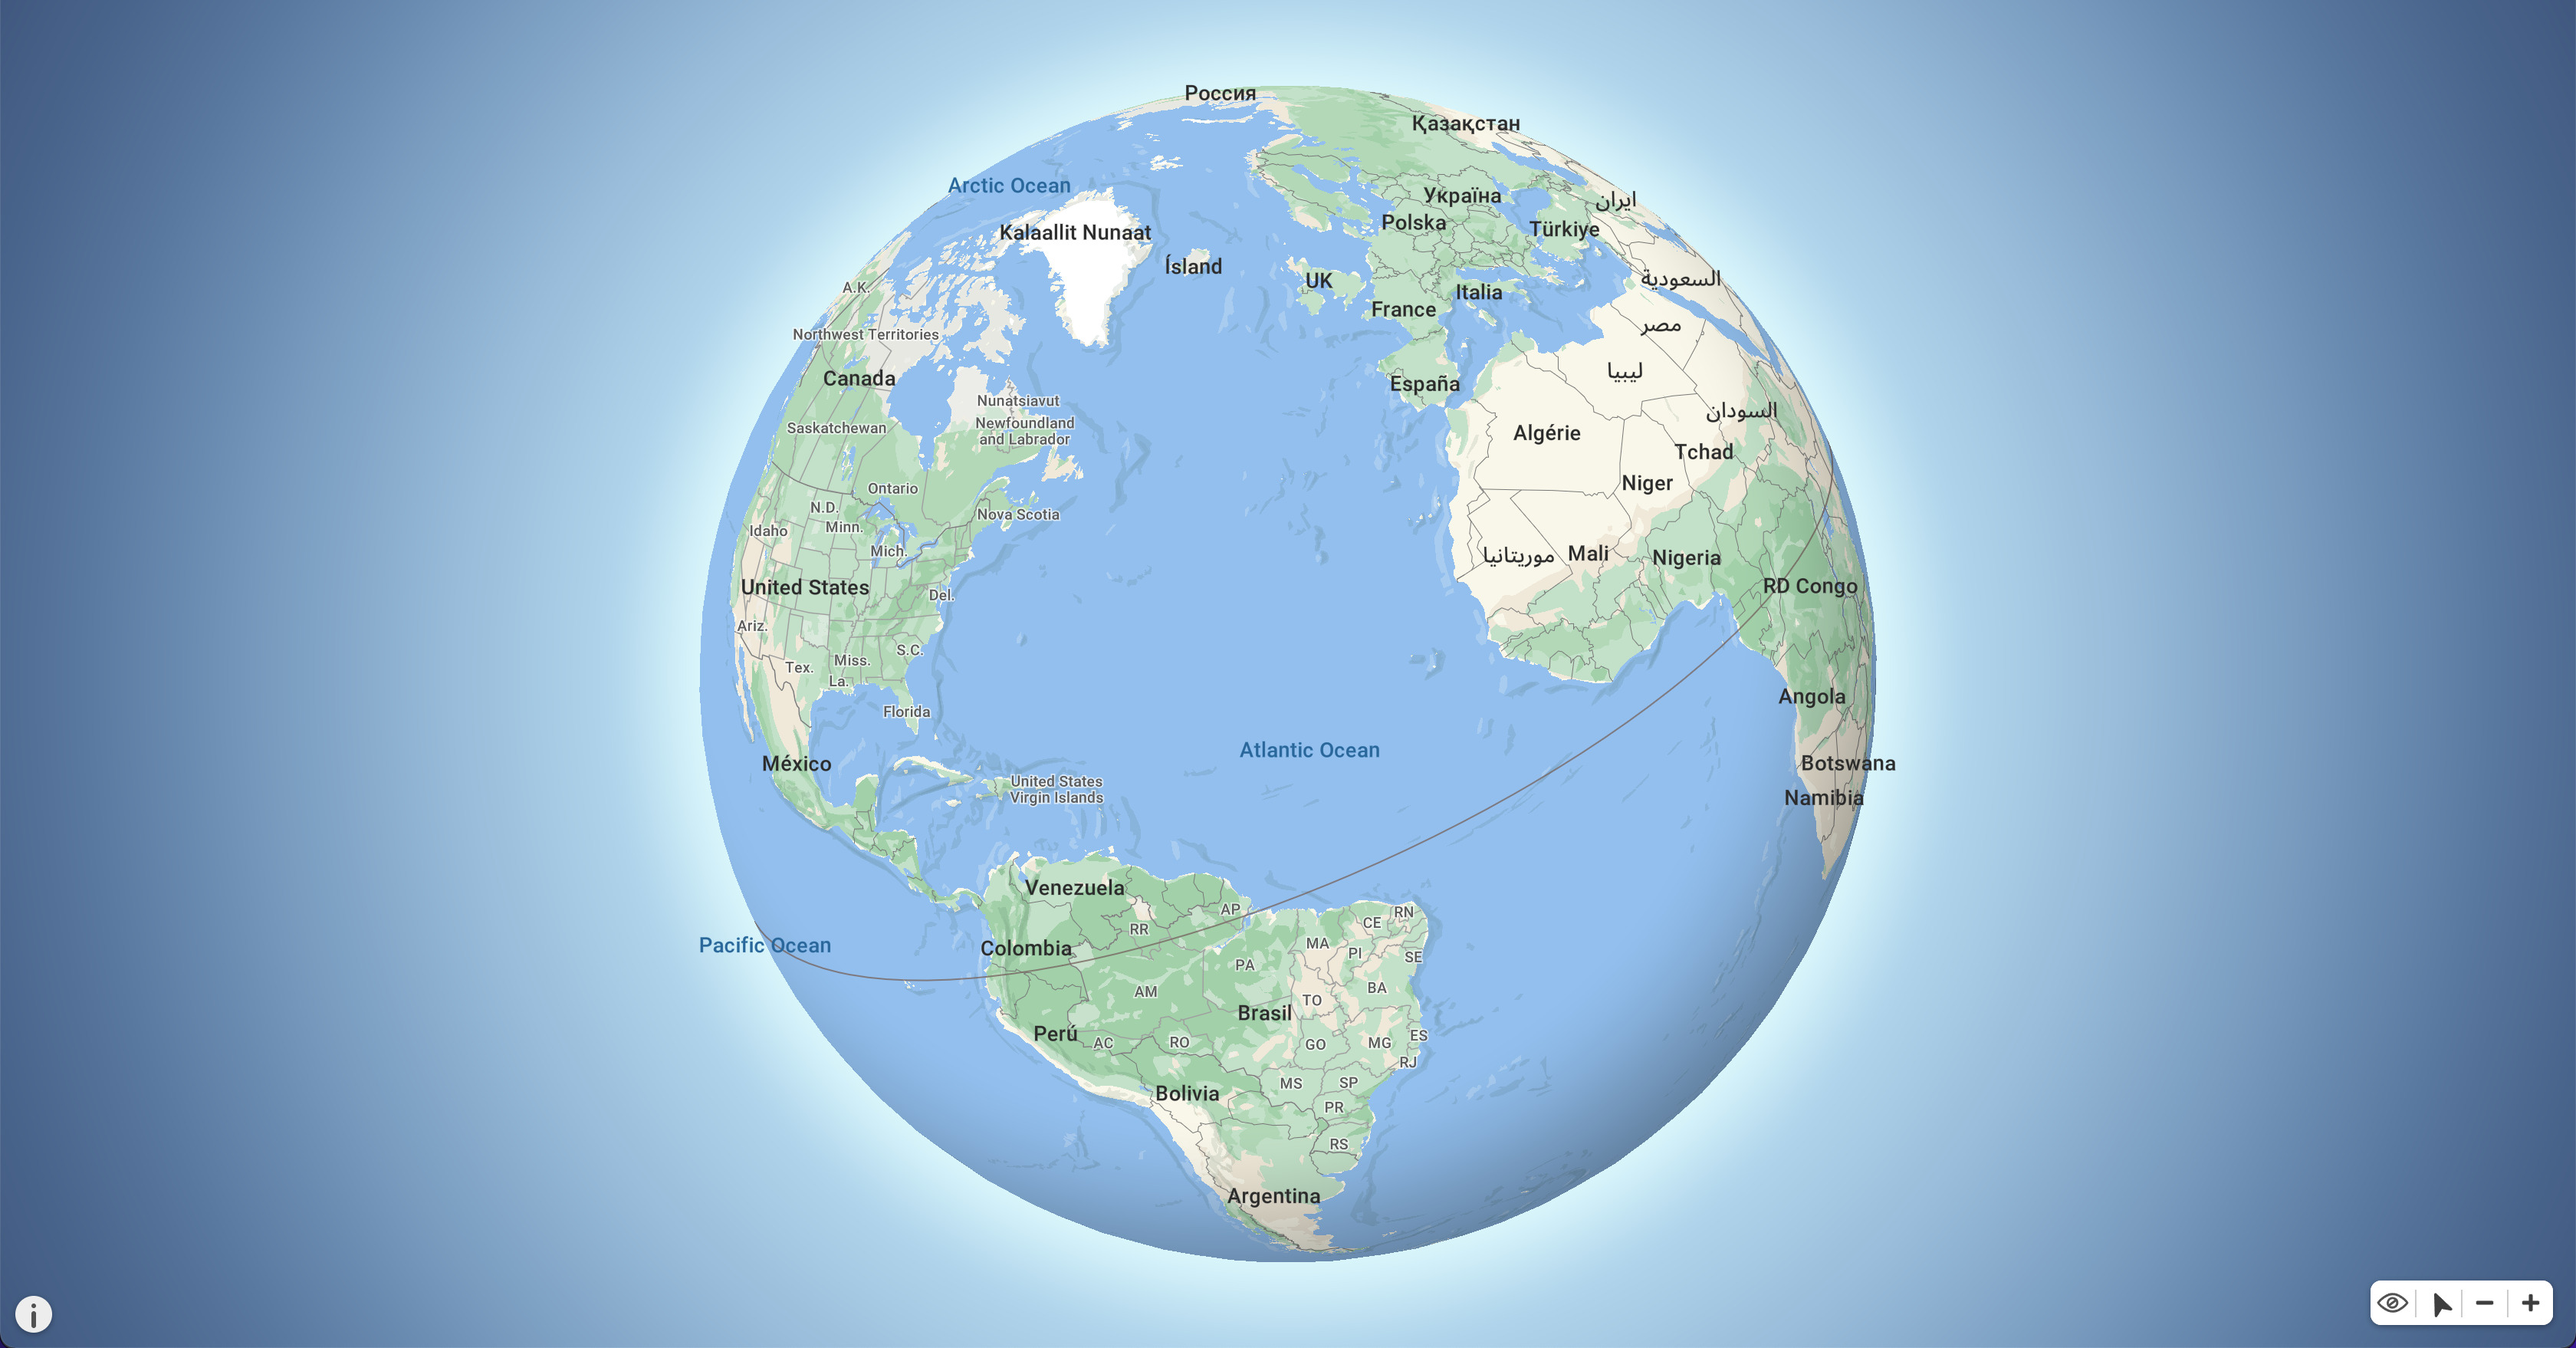 Россия
Қазақстан
Arctic Ocean
Україна
ایران
Polska
Türkiye
Kalaallit Nunaat
Ísland
UK
السعودية
A.K.
Italia
France
مصر
Northwest Territories
ليبيا
Canada
España
Nunatsiavut
السودان
Newfoundland
and Labrador
Saskatchewan
Algérie
Tchad
Niger
Ontario
N.D.
Nova Scotia
Minn.
Idaho
Mich.
موريتانيا
Mali
Nigeria
United States
RD Congo
Del.
Ariz.
S.C.
Miss.
Tex.
La.
Angola
Florida
Atlantic Ocean
México
Botswana
United States
Virgin Islands
Namibia
Venezuela
AP
RN
CE
RR
Pacific Ocean
Colombia
MA
PI
SE
PA
AM
BA
TO
Brasil
Perú
AC
RO
GO
MG
ES
RJ
MS
SP
Bolivia
PR
RS
Argentina